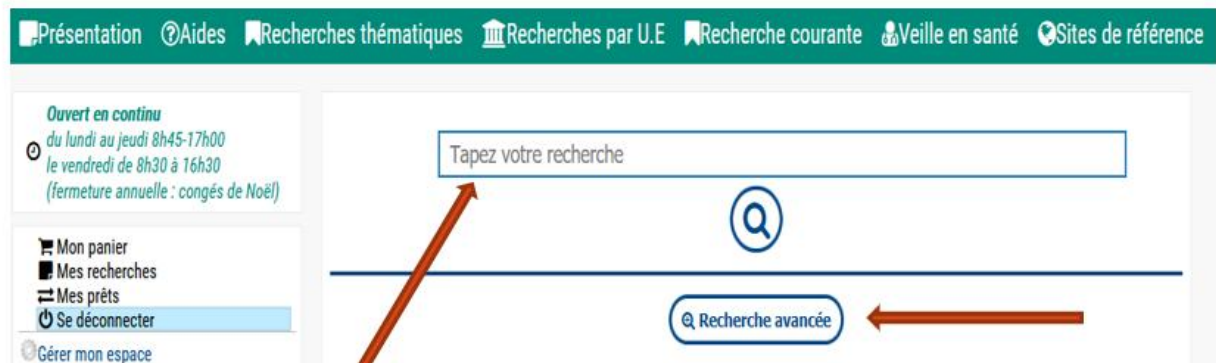 Présentation Aides Recherches thématiques Recherches par U.E Recherche courante Veille en santé Sites de référence
Ouvert en continu
du lundi au jeudi 8h45-17h00
le vendredi de 8h30 à 16h30
(fermeture annuelle : congés de Noël)
Mon panier
Mes recherches
Mes prêts
Se déconnecter
Gérer mon espace
Tapez votre recherche
Recherche avancée